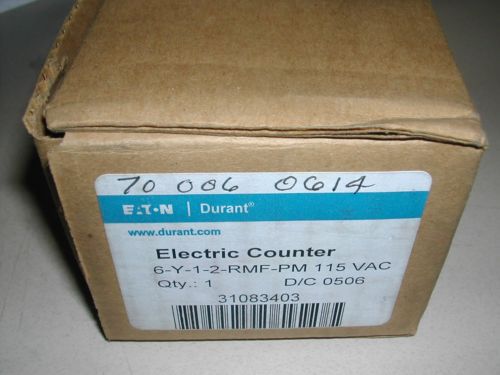 70 006 0614
EAT•N | Durant®
www.durant.com
Electric Counter
6-Y-1-2-RMF-PM 115 VAC
Qty.: 1 D/C 0506
31083403